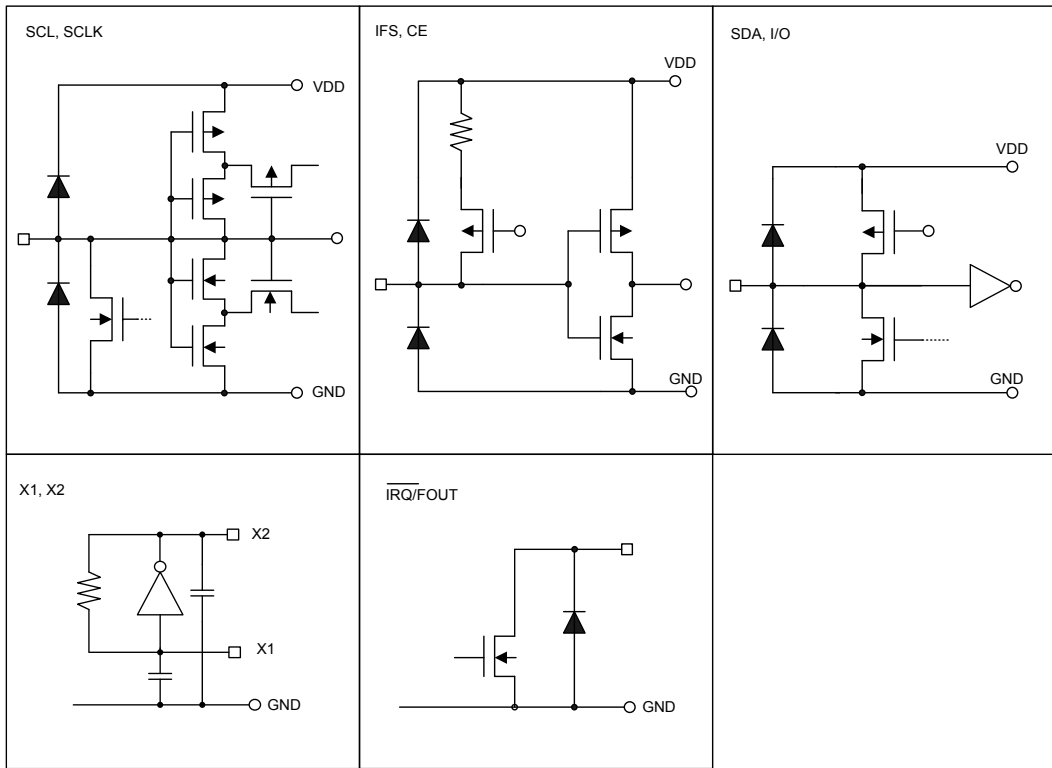 SCL, SCLK
VDD
GND
IFS, CE
VDD
GND
SDA, I/O
VDD
GND
X1, X2
X2
X1
GND
IRQ/FOUT
GND